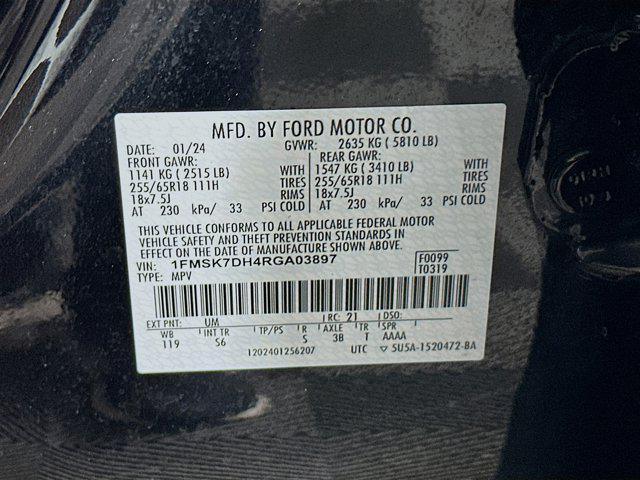 MFD. BY FORD MOTOR CO.
DATE: 01/24 GVWR: 2635 KG ( 5810 LB)
FRONT GAWR: REAR GAWR:
1141 KG ( 2515 LB) WITH 1547 KG ( 3410 LB) WITH
255/65R18 111H TIRES 255/65R18 111H TIRES
18x7.5J RIMS 18x7.5J RIMS
AT 230 kPa/ 33 PSI COLD AT 230 kPa/ 33 PSI COLD
THIS VEHICLE CONFORMS TO ALL APPLICABLE FEDERAL MOTOR
VEHICLE SAFETY AND THEFT PREVENTION STANDARDS IN
EFFECT ON THE DATE OF MANUFACTURE SHOWN ABOVE.
VIN: 1FMSK7DH4RGA03897 F0099
TYPE: MPV T0319
EXT PNT: UM RC: 21 DSO:
WB INT TR TP/PS R AXLE TR SPR
119 S6 S 3B T AAAA
1202401256207 UTC ▽ 5U5A-1520472-BA